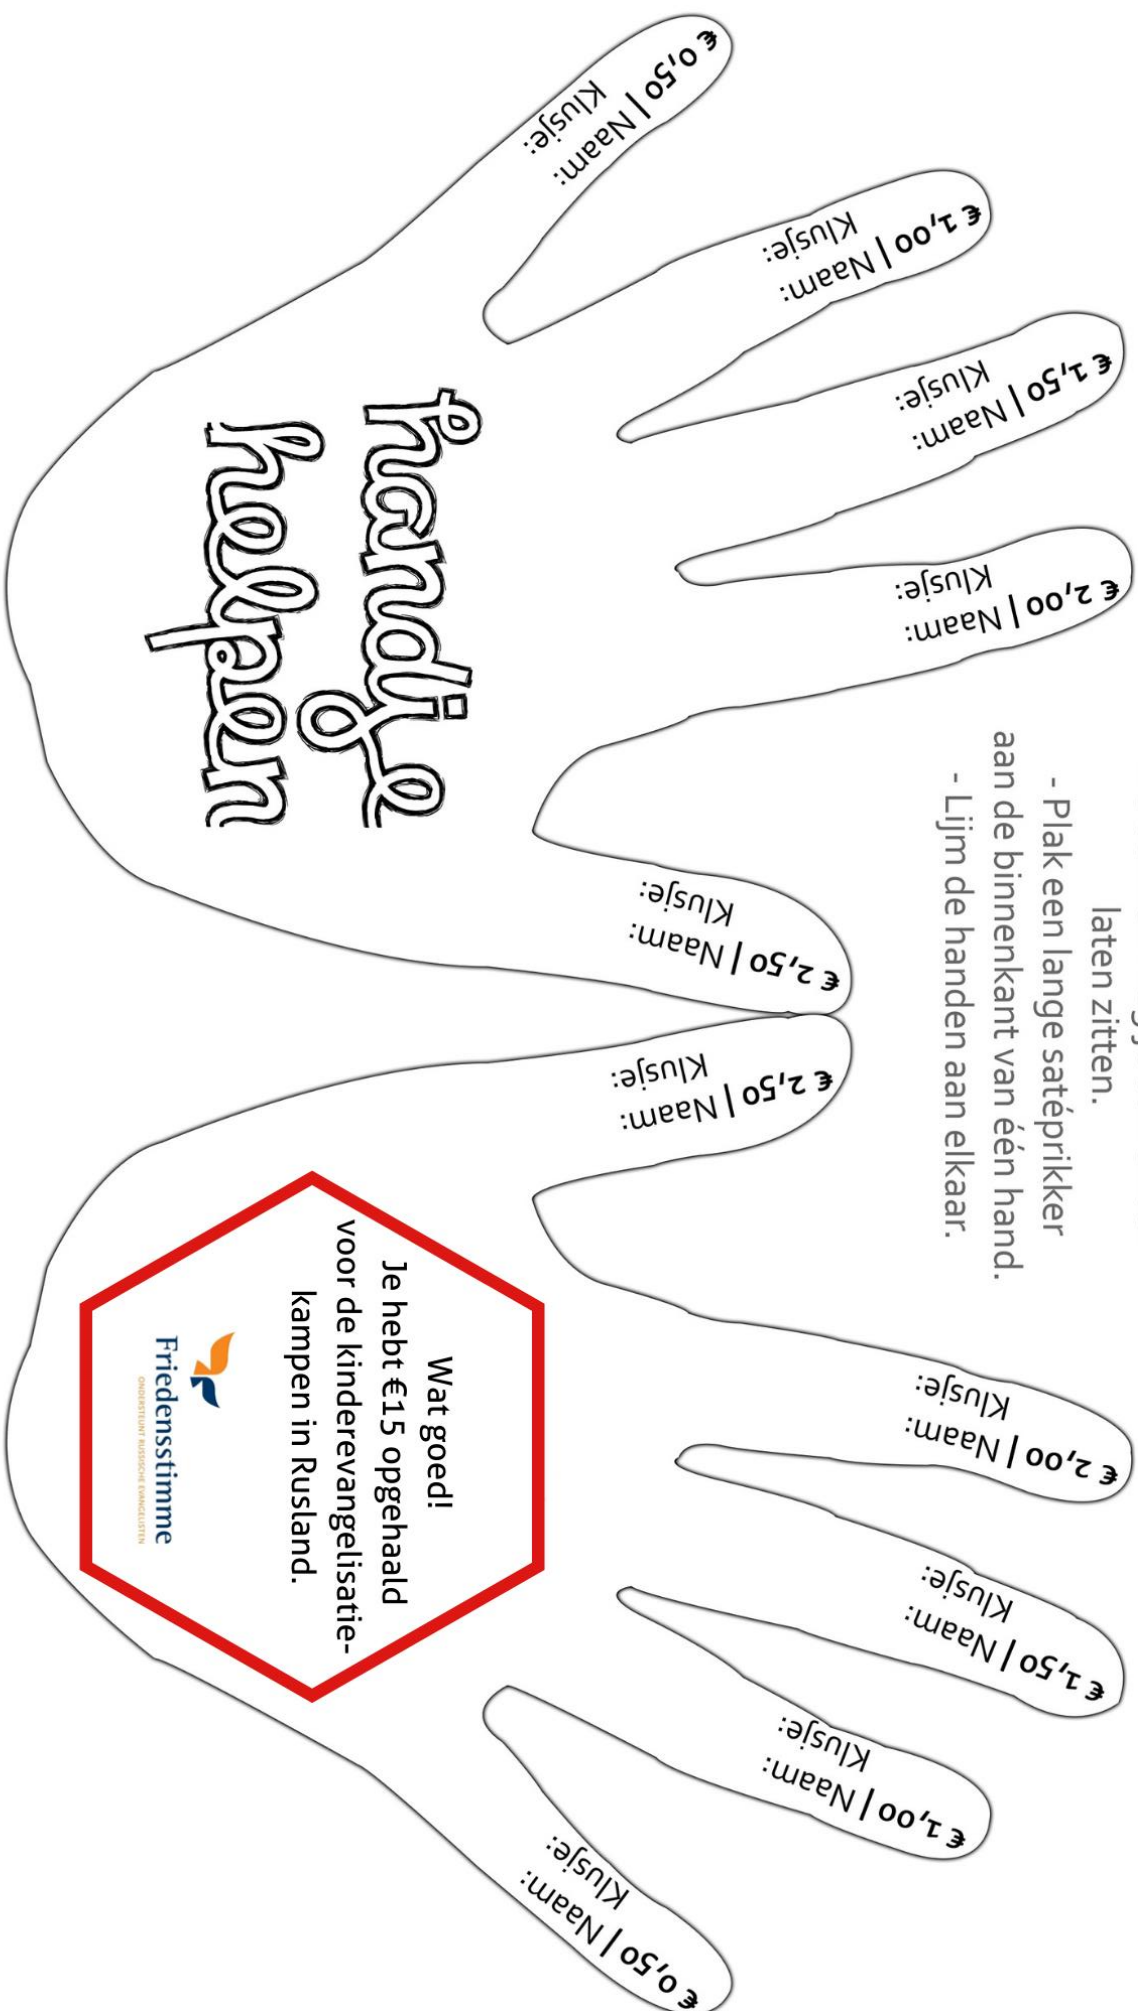 laten zitten.
- Plak een lange satéprikker
aan de binnenkant van één hand.
- Lijm de handen aan elkaar.
€ 0,50 | Naam:
Klusje:
€ 1,00 | Naam:
Klusje:
€ 1,50 | Naam:
Klusje:
€ 2,00 | Naam:
Klusje:
€ 2,50 | Naam:
Klusje:
handje
helpen
€ 2,50 | Naam:
Klusje:
€ 2,00 | Naam:
Klusje:
€ 1,50 | Naam:
Klusje:
€ 1,00 | Naam:
Klusje:
€ 0,50 | Naam:
Klusje:
Wat goed!
Je hebt €15 opgehaald
voor de kinderevangelisatie-
kampen in Rusland.
Friedensstimme
ONDERSTEUNT RUSSISCHE EVANGELISTEN